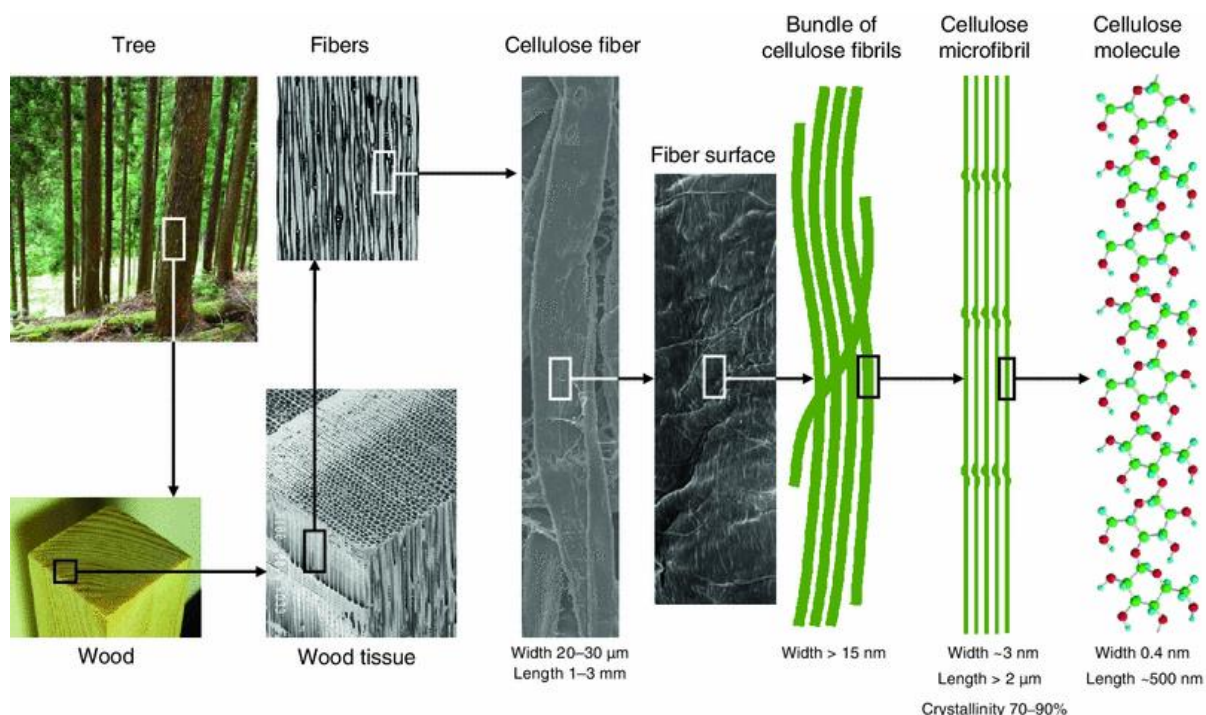 Tree
Fibers
Cellulose fiber
Bundle of
cellulose fibrils
Cellulose
microfibril
Cellulose
molecule
Fiber surface
Wood
Wood tissue
Width 20–30 µm
Length 1–3 mm
Width > 15 nm
Width ~3 nm
Length > 2 µm
Crystallinity 70–90%
Width 0.4 nm
Length ~500 nm